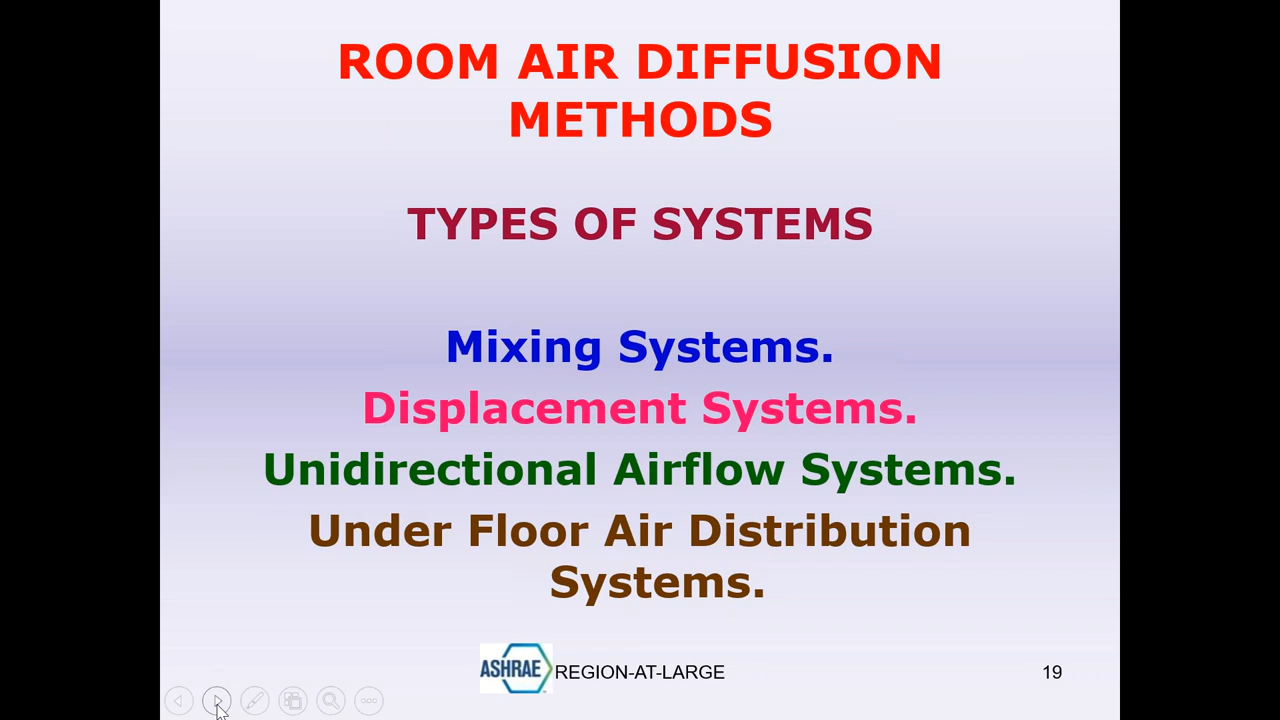 ROOM AIR DIFFUSION
METHODS
TYPES OF SYSTEMS
Mixing Systems.
Displacement Systems.
Unidirectional Airflow Systems.
Under Floor Air Distribution
Systems.
ASHRAE REGION-AT-LARGE 19